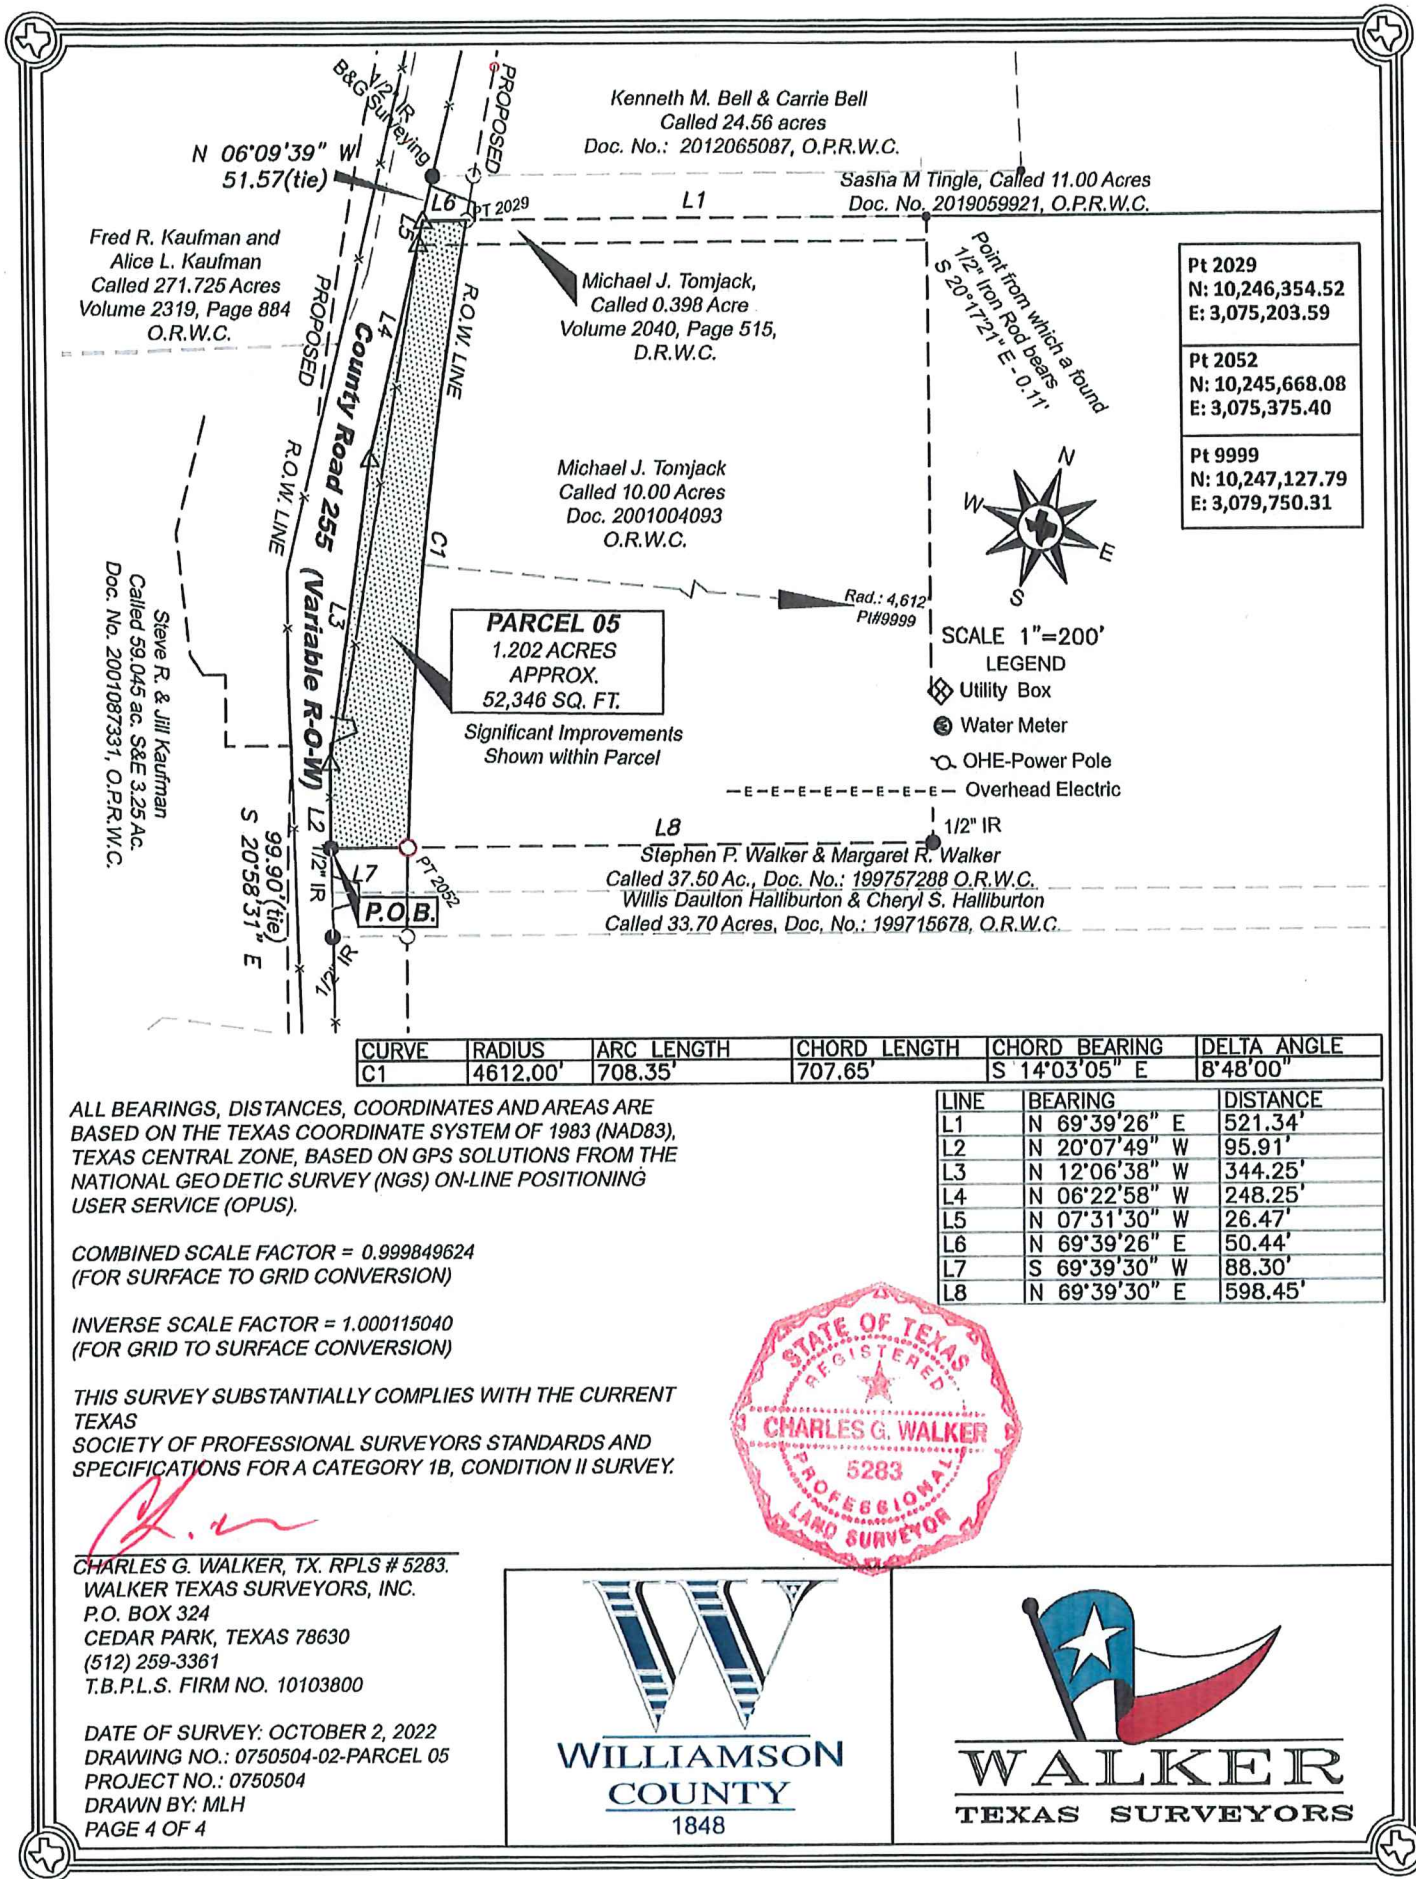 B&G Surveying
1/2" IR
PROPOSED
Kenneth M. Bell & Carrie Bell
Called 24.56 acres
Doc. No.: 2012065087, O.P.R.W.C.
N 06°09'39" W
51.57(tie)
Sasha M Tingle, Called 11.00 Acres
Doc. No. 2019059921, O.P.R.W.C.
L6
PT 2029
L1
L5
Fred R. Kaufman and
Alice L. Kaufman
Called 271.725 Acres
Volume 2319, Page 884
O.R.W.C.
PROPOSED
R.O.W. LINE
Michael J. Tomjack,
Called 0.398 Acre
Volume 2040, Page 515,
D.R.W.C.
Point from which a found
1/2" Iron Rod bears
S 20°17'21" E - 0.11'
Pt 2029
N: 10,246,354.52
E: 3,075,203.59
Pt 2052
N: 10,245,668.08
E: 3,075,375.40
Pt 9999
N: 10,247,127.79
E: 3,079,750.31
L4
County Road 255 (Variable R-O-W)
R.O.W. LINE
C1
Michael J. Tomjack
Called 10.00 Acres
Doc. 2001004093
O.R.W.C.
N
W
E
S
Rad.: 4,612'
Pt#9999
L3
PARCEL 05
1.202 ACRES
APPROX.
52,346 SQ. FT.
Significant Improvements
Shown within Parcel
Steve R. & Jill Kaufman
Called 59.045 ac. S&E 3.25 Ac.
Doc. No. 2001087331, O.P.R.W.C.
SCALE 1"=200'
LEGEND
Utility Box
Water Meter
OHE-Power Pole
-E-E-E-E-E-E-E- Overhead Electric
L2
1/2" IR
99.90'(tie)
S 20°58'31" E
L8
1/2" IR
L7
PT 2052
P.O.B.
1/2" IR
Stephen P. Walker & Margaret R. Walker
Called 37.50 Ac., Doc. No.: 199757288 O.R.W.C.
Willis Daulton Halliburton & Cheryl S. Halliburton
Called 33.70 Acres, Doc, No.: 199715678, O.R.W.C.
CURVE RADIUS ARC LENGTH CHORD LENGTH CHORD BEARING DELTA ANGLE
C1 4612.00' 708.35' 707.65' S 14°03'05" E 8°48'00"
LINE BEARING DISTANCE
L1 N 69°39'26" E 521.34'
L2 N 20°07'49" W 95.91'
L3 N 12°06'38" W 344.25'
L4 N 06°22'58" W 248.25'
L5 N 07°31'30" W 26.47'
L6 N 69°39'26" E 50.44'
L7 S 69°39'30" W 88.30'
L8 N 69°39'30" E 598.45'
ALL BEARINGS, DISTANCES, COORDINATES AND AREAS ARE
BASED ON THE TEXAS COORDINATE SYSTEM OF 1983 (NAD83),
TEXAS CENTRAL ZONE, BASED ON GPS SOLUTIONS FROM THE
NATIONAL GEODETIC SURVEY (NGS) ON-LINE POSITIONING
USER SERVICE (OPUS).
COMBINED SCALE FACTOR = 0.999849624
(FOR SURFACE TO GRID CONVERSION)
INVERSE SCALE FACTOR = 1.000115040
(FOR GRID TO SURFACE CONVERSION)
THIS SURVEY SUBSTANTIALLY COMPLIES WITH THE CURRENT
TEXAS
SOCIETY OF PROFESSIONAL SURVEYORS STANDARDS AND
SPECIFICATIONS FOR A CATEGORY 1B, CONDITION II SURVEY.
STATE OF TEXAS
REGISTERED
CHARLES G. WALKER
5283
PROFESSIONAL
LAND SURVEYOR
CHARLES G. WALKER, TX. RPLS # 5283.
WALKER TEXAS SURVEYORS, INC.
P.O. BOX 324
CEDAR PARK, TEXAS 78630
(512) 259-3361
T.B.P.L.S. FIRM NO. 10103800
DATE OF SURVEY: OCTOBER 2, 2022
DRAWING NO.: 0750504-02-PARCEL 05
PROJECT NO.: 0750504
DRAWN BY: MLH
PAGE 4 OF 4
W
WILLIAMSON
COUNTY
1848
WALKER
TEXAS SURVEYORS